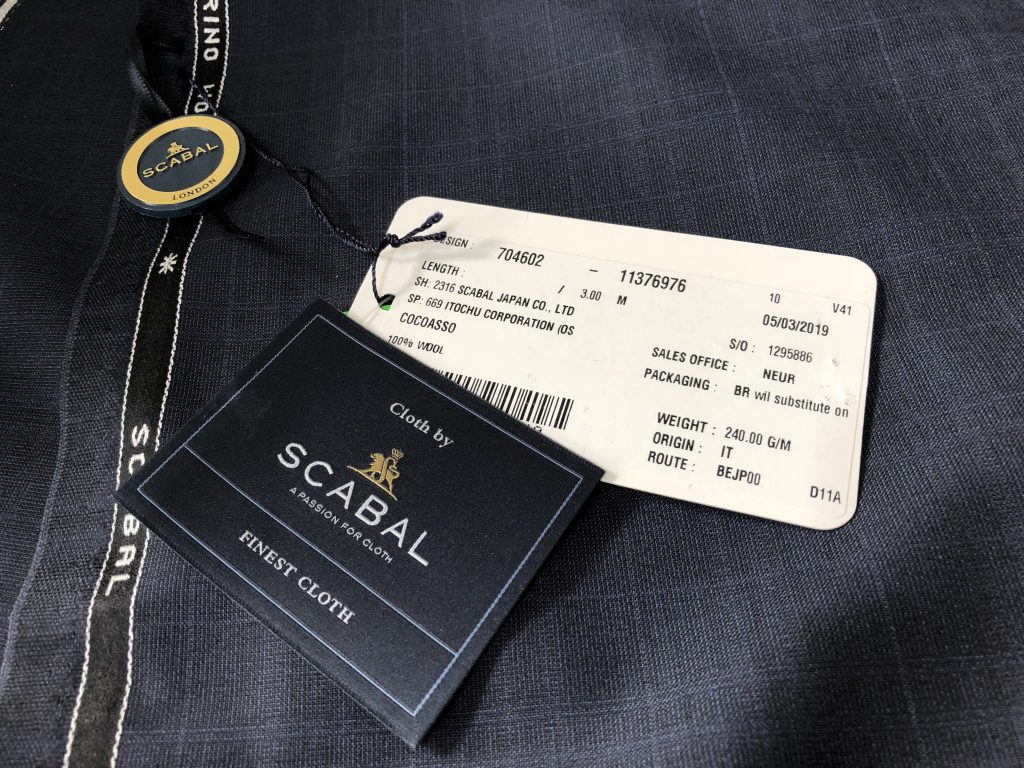 RINO
SCABAL
LONDON
*
DESIGN : 704602 – 11376976
LENGTH : / 3.00 M
SH: 2316 SCABAL JAPAN CO., LTD
SP: 669 ITOCHU CORPORATION (OS
COCOASSO
100% WOOL
10 V41
05/03/2019
S/O : 1295886
SALES OFFICE : NEUR
PACKAGING : BR wil substitute on
WEIGHT : 240.00 G/M
ORIGIN : IT
ROUTE : BEJP00
D11A
Cloth by
SCABAL
A PASSION FOR CLOTH
FINEST CLOTH
SCABAL